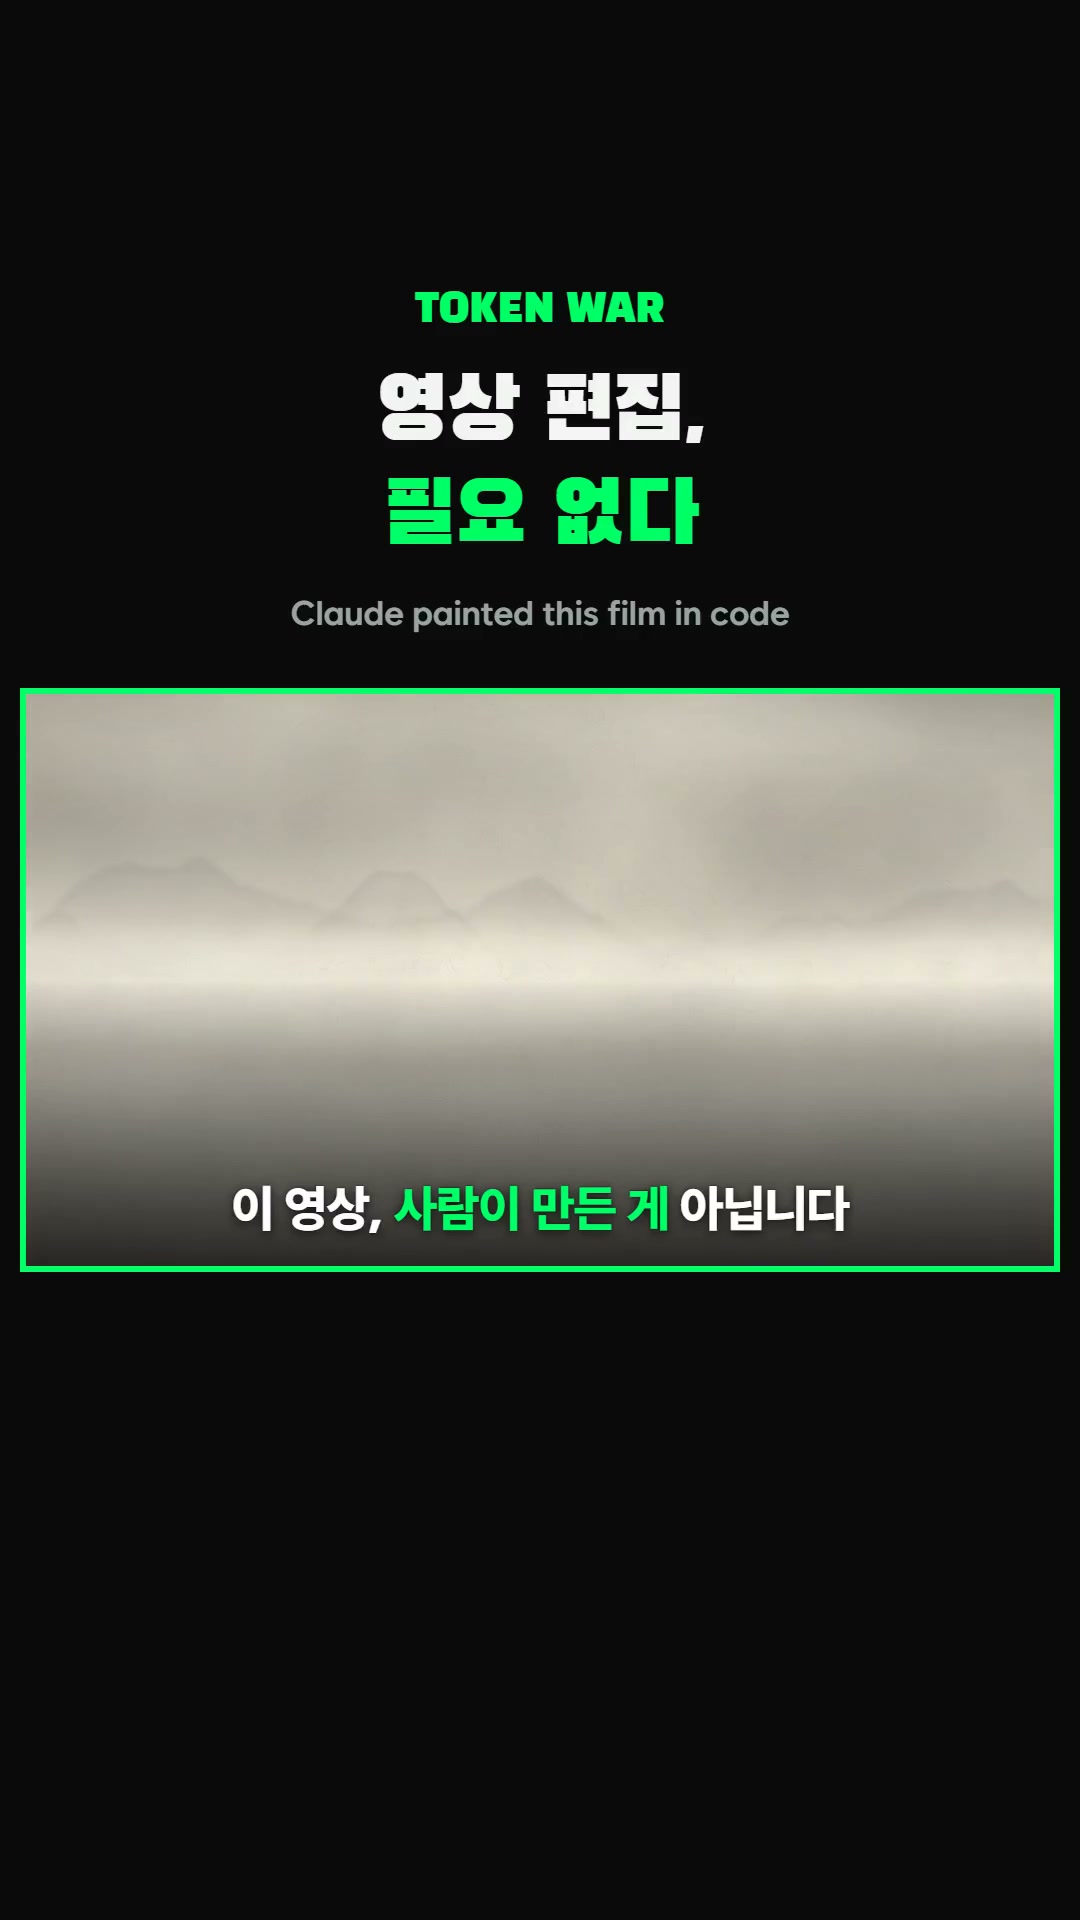 TOKEN WAR
영상 편집,
필요 없다
Claude painted this film in code
이 영상, 사람이 만든 게 아닙니다